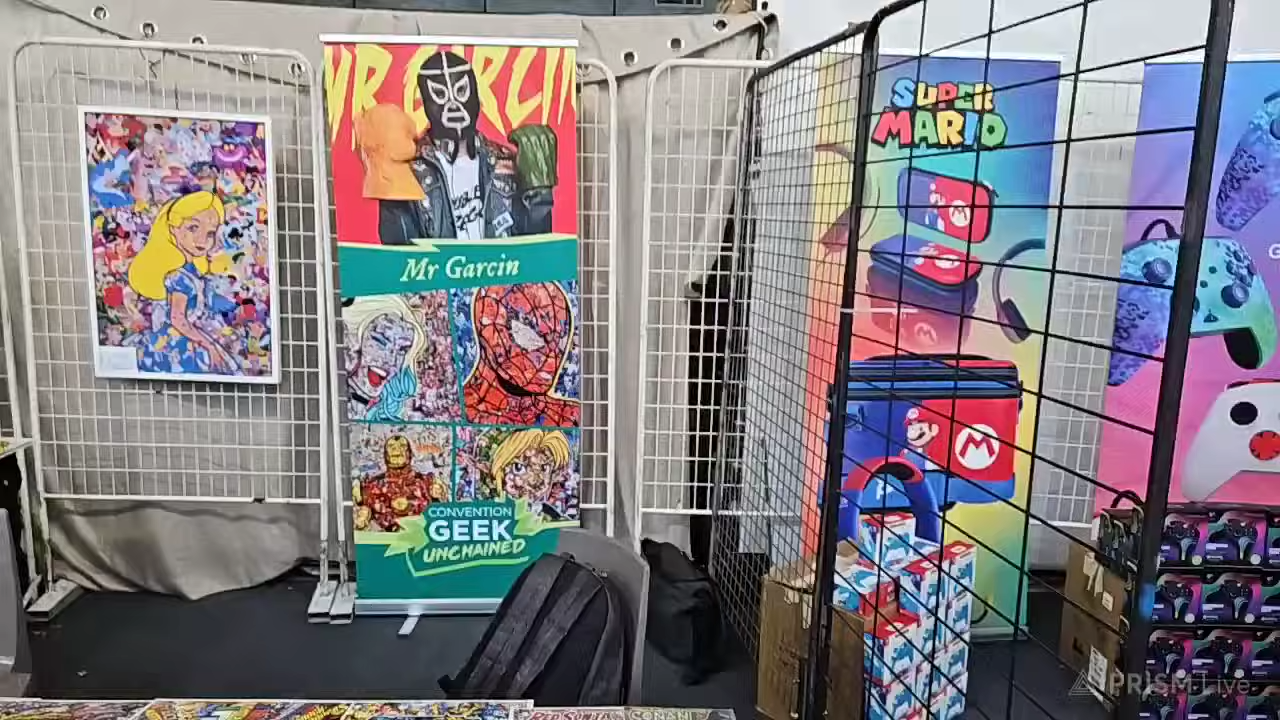 MR GARCIN
Mr Garcin
CONVENTION
GEEK
UNCHAINED
SUPER
MARIO
M
PRISM Live